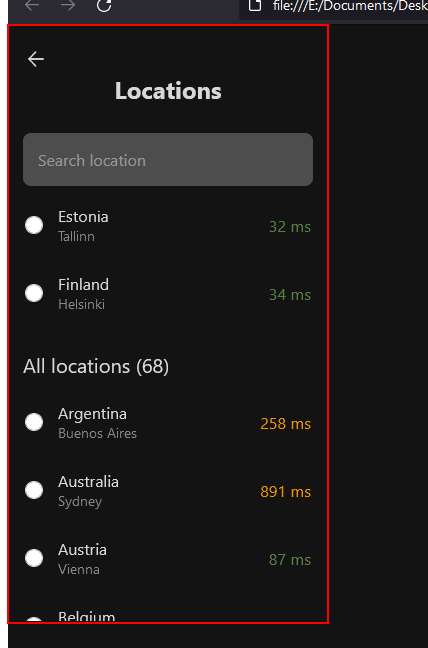 file:///E:/Documents/Desk
Locations
Search location
Estonia
32 ms
Tallinn
Finland
34 ms
Helsinki
All locations (68)
Argentina
258 ms
Buenos Aires
Australia
891 ms
Sydney
Austria
87 ms
Vienna
Belgium